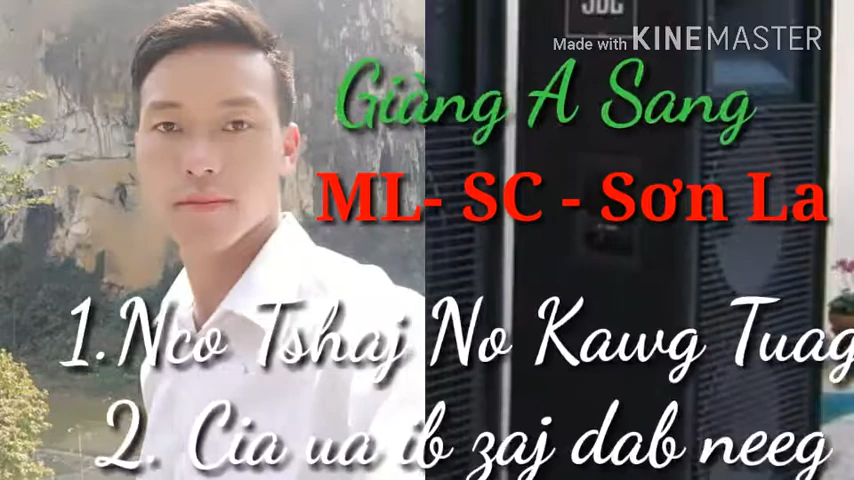 JBL
Made with KINEMASTER
Giàng A Sang
ML- SC - Sơn La
1.Nco Tshaj No Kawg Tuag
2. Cia ua ib zaj dab neeg